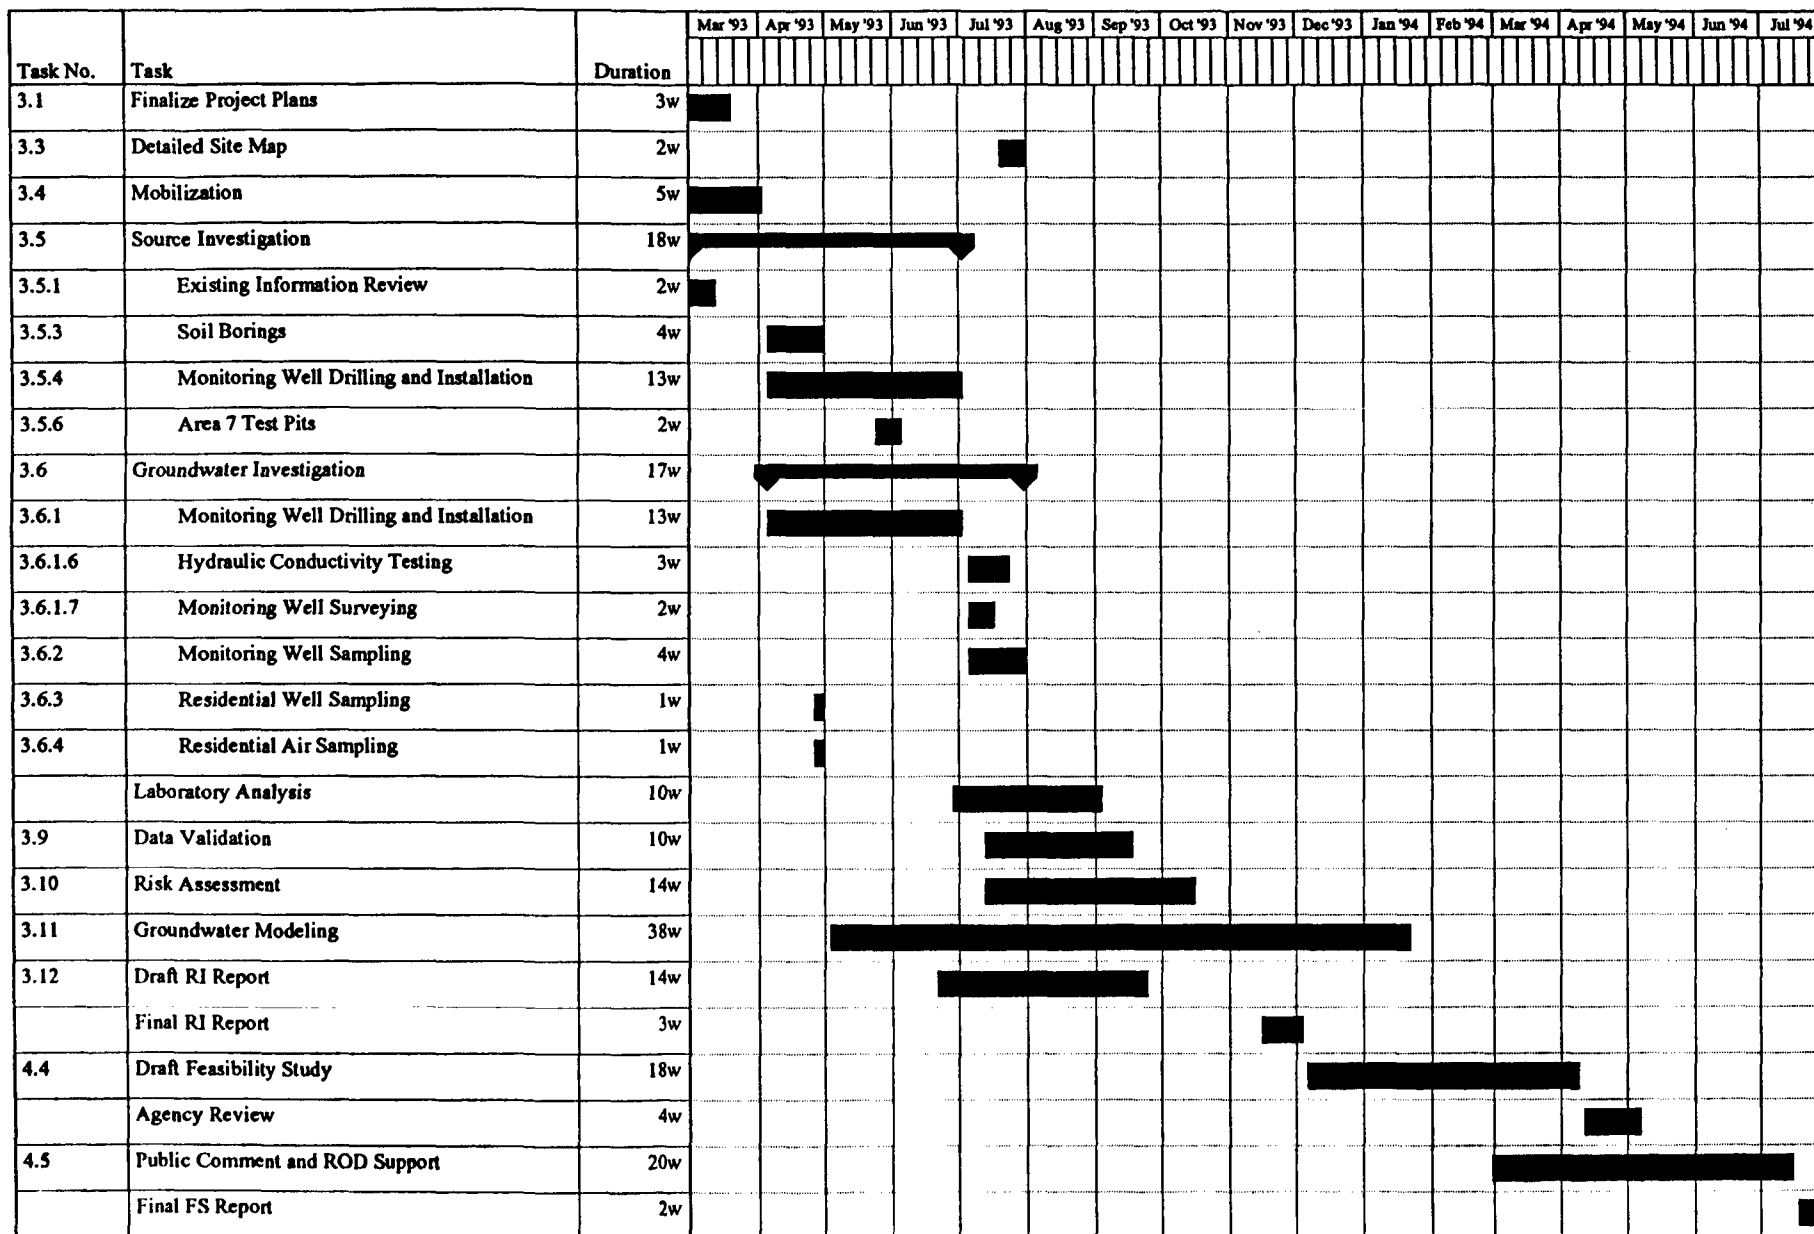 Mar '93 Apr '93 May '93 Jun '93 Jul '93 Aug '93 Sep '93 Oct '93 Nov '93 Dec '93 Jan '94 Feb '94 Mar '94 Apr '94 May '94 Jun '94 Jul '94
Task No. Task Duration
3.1 Finalize Project Plans 3w
3.3 Detailed Site Map 2w
3.4 Mobilization 5w
3.5 Source Investigation 18w
3.5.1 Existing Information Review 2w
3.5.3 Soil Borings 4w
3.5.4 Monitoring Well Drilling and Installation 13w
3.5.6 Area 7 Test Pits 2w
3.6 Groundwater Investigation 17w
3.6.1 Monitoring Well Drilling and Installation 13w
3.6.1.6 Hydraulic Conductivity Testing 3w
3.6.1.7 Monitoring Well Surveying 2w
3.6.2 Monitoring Well Sampling 4w
3.6.3 Residential Well Sampling 1w
3.6.4 Residential Air Sampling 1w
Laboratory Analysis 10w
3.9 Data Validation 10w
3.10 Risk Assessment 14w
3.11 Groundwater Modeling 38w
3.12 Draft RI Report 14w
Final RI Report 3w
4.4 Draft Feasibility Study 18w
Agency Review 4w
4.5 Public Comment and ROD Support 20w
Final FS Report 2w